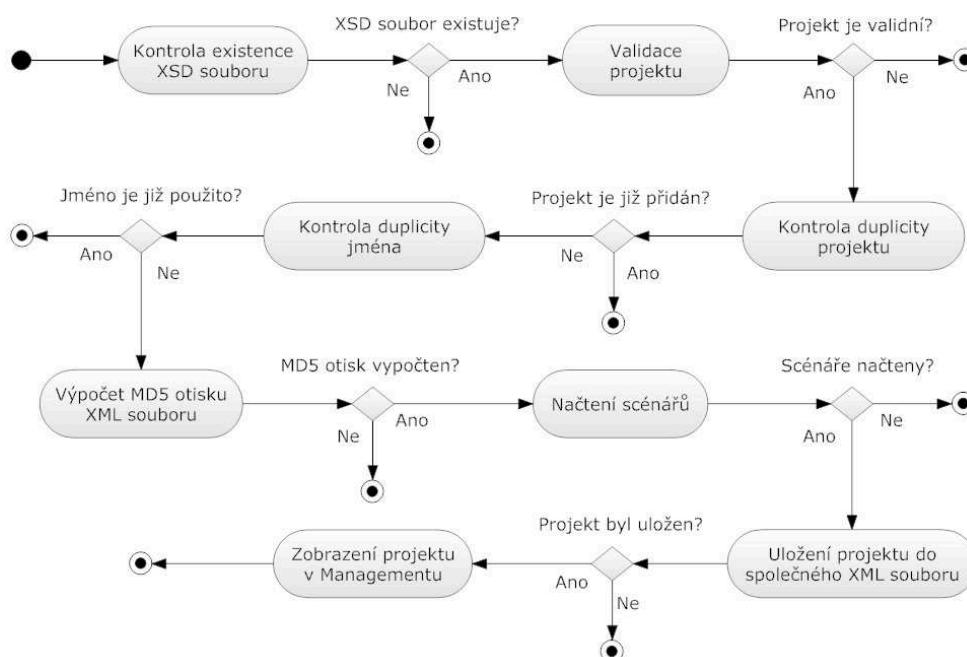 XSD soubor existuje?
Projekt je validní?
Kontrola existence
XSD souboru
Validace
projektu
Ano
Ne
Ne
Ano
Jméno je již použito?
Projekt je již přidán?
Kontrola duplicity
jména
Kontrola duplicity
projektu
Ano
Ne
Ne
Ano
MD5 otisk vypočten?
Scénáře načteny?
Výpočet MD5 otisku
XML souboru
Načtení scénářů
Ano
Ne
Ne
Ano
Projekt byl uložen?
Zobrazení projektu
v Managementu
Uložení projektu do
společného XML souboru
Ano
Ne